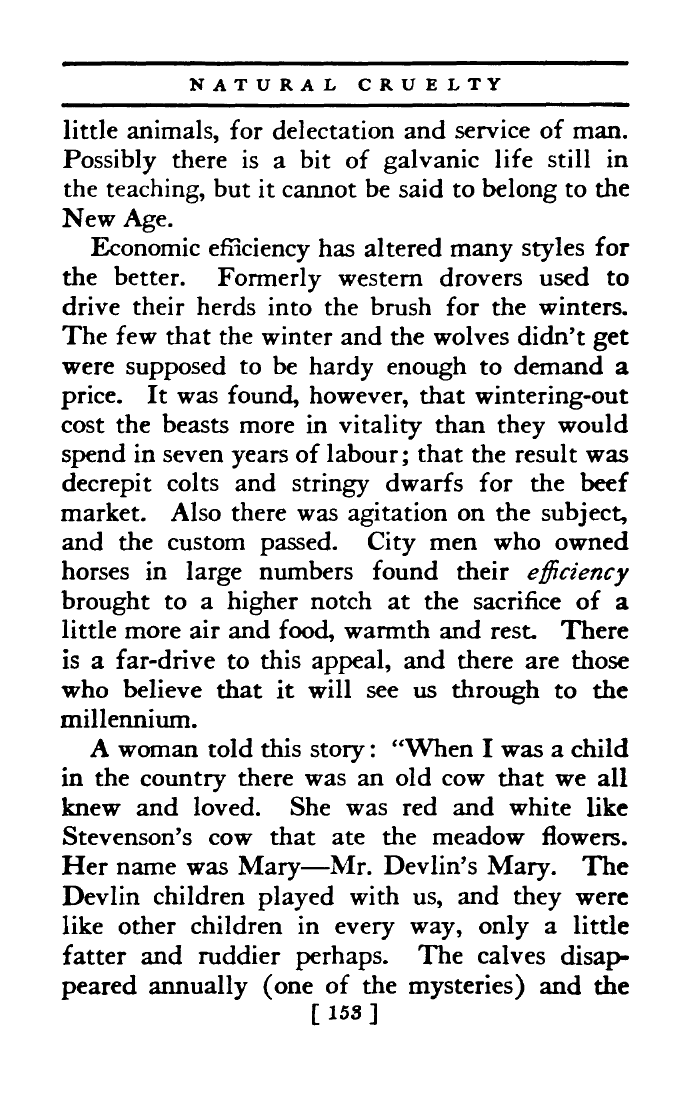 NATURAL CRUELTY
little animals, for delectation and service of man.
Possibly there is a bit of galvanic life still in
the teaching, but it cannot be said to belong to the
New Age.
Economic efficiency has altered many styles for
the better. Formerly western drovers used to
drive their herds into the brush for the winters.
The few that the winter and the wolves didn't get
were supposed to be hardy enough to demand a
price. It was found, however, that wintering-out
cost the beasts more in vitality than they would
spend in seven years of labour; that the result was
decrepit colts and stringy dwarfs for the beef
market. Also there was agitation on the subject,
and the custom passed. City men who owned
horses in large numbers found their efficiency
brought to a higher notch at the sacrifice of a
little more air and food, warmth and rest. There
is a far-drive to this appeal, and there are those
who believe that it will see us through to the
millennium.
A woman told this story: "When I was a child
in the country there was an old cow that we all
knew and loved. She was red and white like
Stevenson's cow that ate the meadow flowers.
Her name was Mary—Mr. Devlin's Mary. The
Devlin children played with us, and they were
like other children in every way, only a little
fatter and ruddier perhaps. The calves disap-
peared annually (one of the mysteries) and the
[ 153 ]